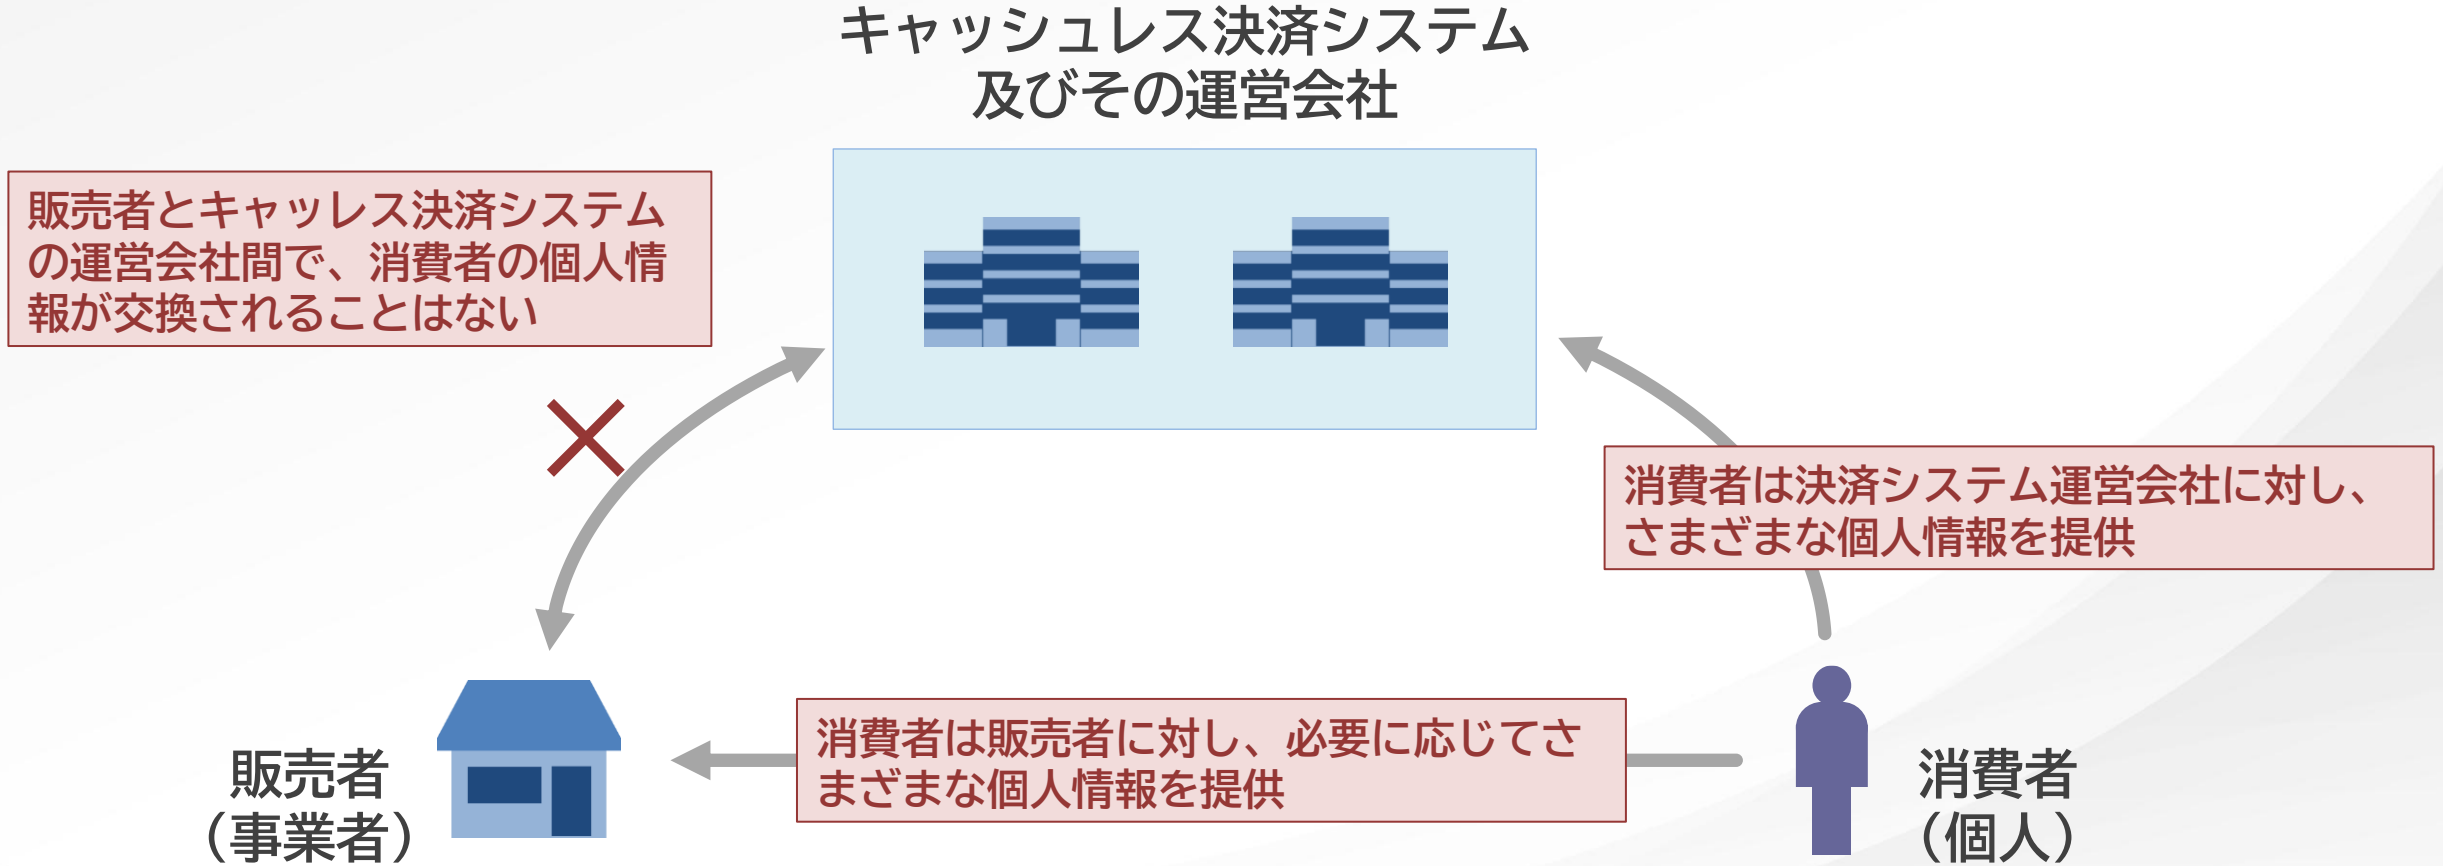 キャッシュレス決済システム
及びその運営会社
販売者とキャッレス決済システム
の運営会社間で、消費者の個人情
報が交換されることはない
消費者は決済システム運営会社に対し、
さまざまな個人情報を提供
消費者は販売者に対し、必要に応じてさ
まざまな個人情報を提供
販売者
（事業者）
消費者
（個人）